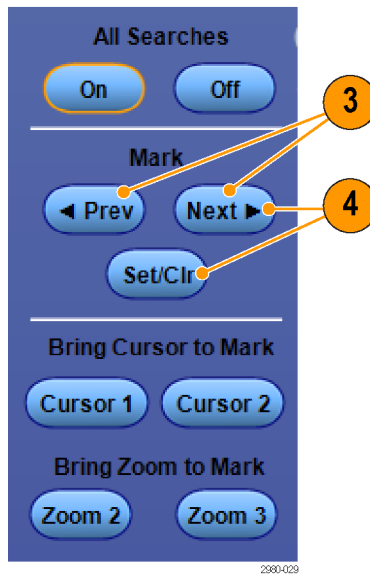 All Searches
On Off
3
Mark
◄ Prev Next ►
4
Set/Clr
Bring Cursor to Mark
Cursor 1 Cursor 2
Bring Zoom to Mark
Zoom 2 Zoom 3
2980-029